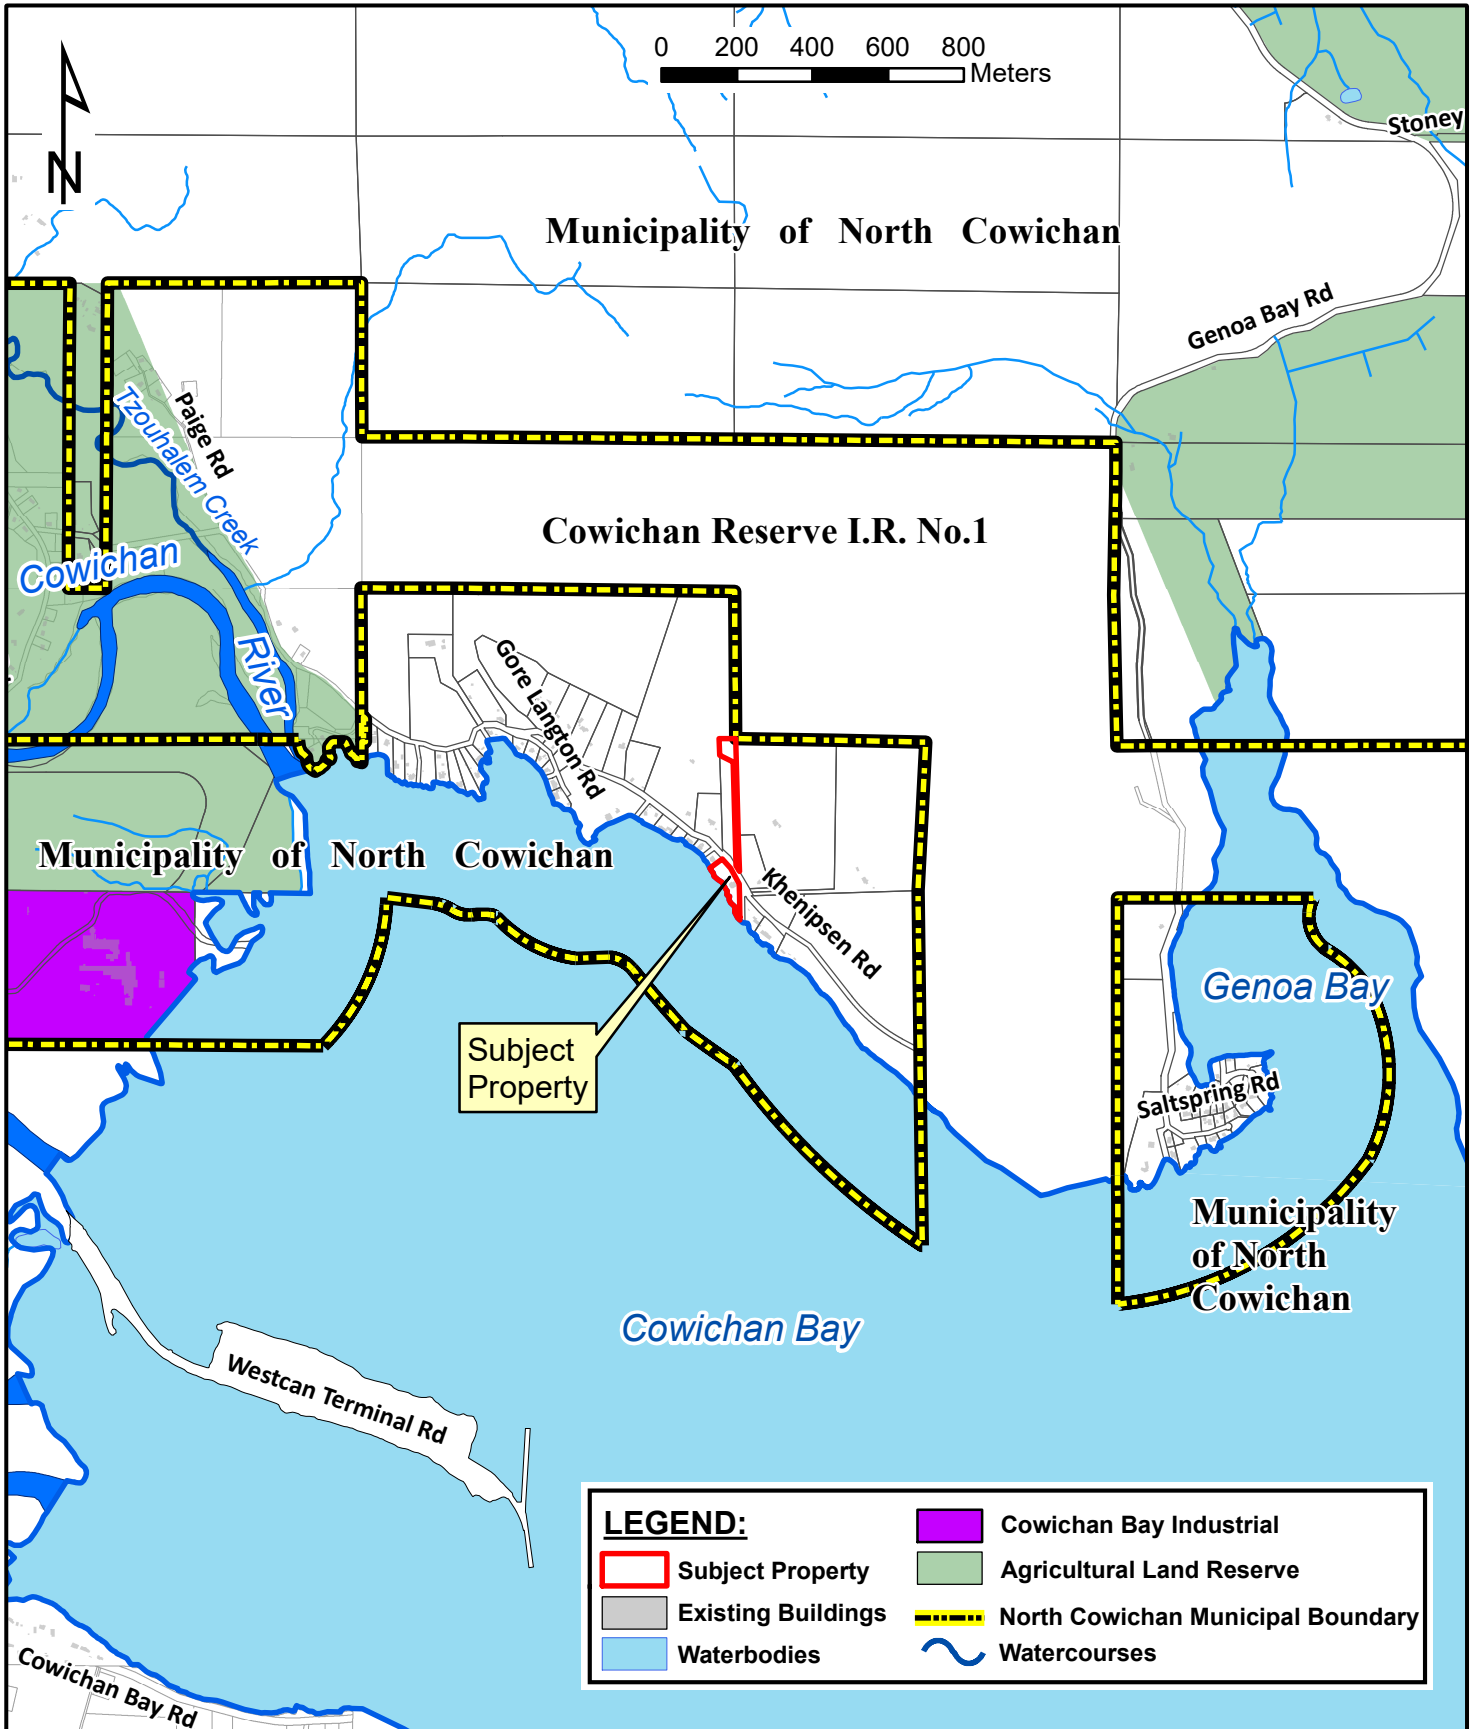 0 200 400 600 800
Meters
N
Stoney
Municipality of North Cowichan
Genoa Bay Rd
Paige Rd
Tzouhalem Creek
Cowichan Reserve I.R. No.1
Cowichan
River
Gore Langton Rd
Municipality of North Cowichan
Khenipsen Rd
Genoa Bay
Subject
Property
Saltspring Rd
Municipality
of North
Cowichan
Cowichan Bay
Westcan Terminal Rd
LEGEND:
Subject Property
Existing Buildings
Waterbodies
Cowichan Bay Industrial
Agricultural Land Reserve
North Cowichan Municipal Boundary
Watercourses
Cowichan Bay Rd